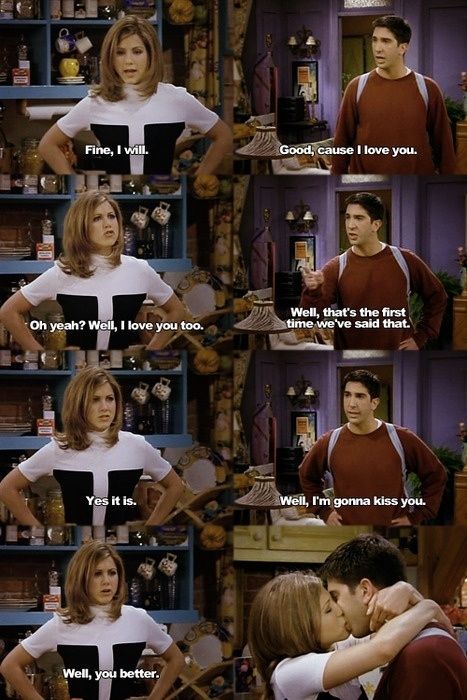 Fine, I will.
Good, cause I love you.
Oh yeah? Well, I love you too.
Well, that's the first
time we've said that.
Yes it is.
Well, I'm gonna kiss you.
Well, you better.